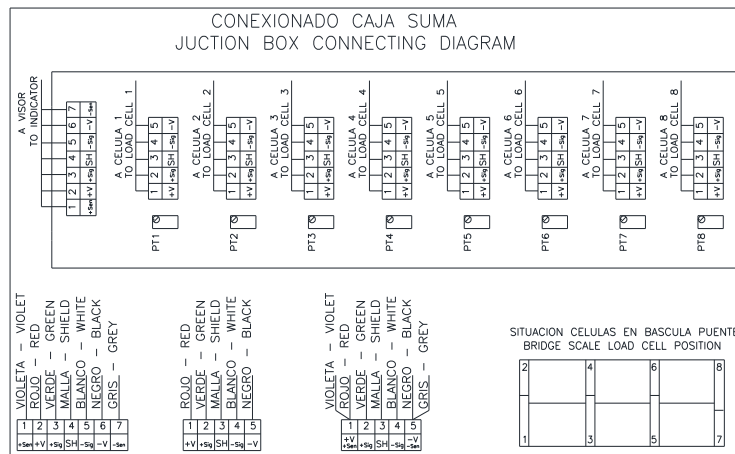 CONEXIONADO CAJA SUMA
JUCTION BOX CONNECTING DIAGRAM
A VISOR
TO INDICATOR
1 2 3 4 5 6 7
+Sen +V +Sig SH -Sig -V -Sen
A CELULA 1
TO LOAD CELL 1
1 2 3 4 5
+V +Sig SH -Sig -V
PT1
A CELULA 2
TO LOAD CELL 2
1 2 3 4 5
+V +Sig SH -Sig -V
PT2
A CELULA 3
TO LOAD CELL 3
1 2 3 4 5
+V +Sig SH -Sig -V
PT3
A CELULA 4
TO LOAD CELL 4
1 2 3 4 5
+V +Sig SH -Sig -V
PT4
A CELULA 5
TO LOAD CELL 5
1 2 3 4 5
+V +Sig SH -Sig -V
PT5
A CELULA 6
TO LOAD CELL 6
1 2 3 4 5
+V +Sig SH -Sig -V
PT6
A CELULA 7
TO LOAD CELL 7
1 2 3 4 5
+V +Sig SH -Sig -V
PT7
A CELULA 8
TO LOAD CELL 8
1 2 3 4 5
+V +Sig SH -Sig -V
PT8
VIOLETA - VIOLET
ROJO - RED
VERDE - GREEN
MALLA - SHIELD
BLANCO - WHITE
NEGRO - BLACK
GRIS - GREY
1 2 3 4 5 6 7
+Sen +V +Sig SH -Sig -V -Sen
ROJO - RED
VERDE - GREEN
MALLA - SHIELD
BLANCO - WHITE
NEGRO - BLACK
1 2 3 4 5
+V +Sig SH -Sig -V
VIOLETA - VIOLET
ROJO - RED
VERDE - GREEN
MALLA - SHIELD
BLANCO - WHITE
NEGRO - BLACK
GRIS - GREY
1 2 3 4 5
+V +Sig SH -Sig -V
+Sen -Sen
SITUACION CELULAS EN BASCULA PUENTE
BRIDGE SCALE LOAD CELL POSITION
2 4 6 8
1 3 5 7